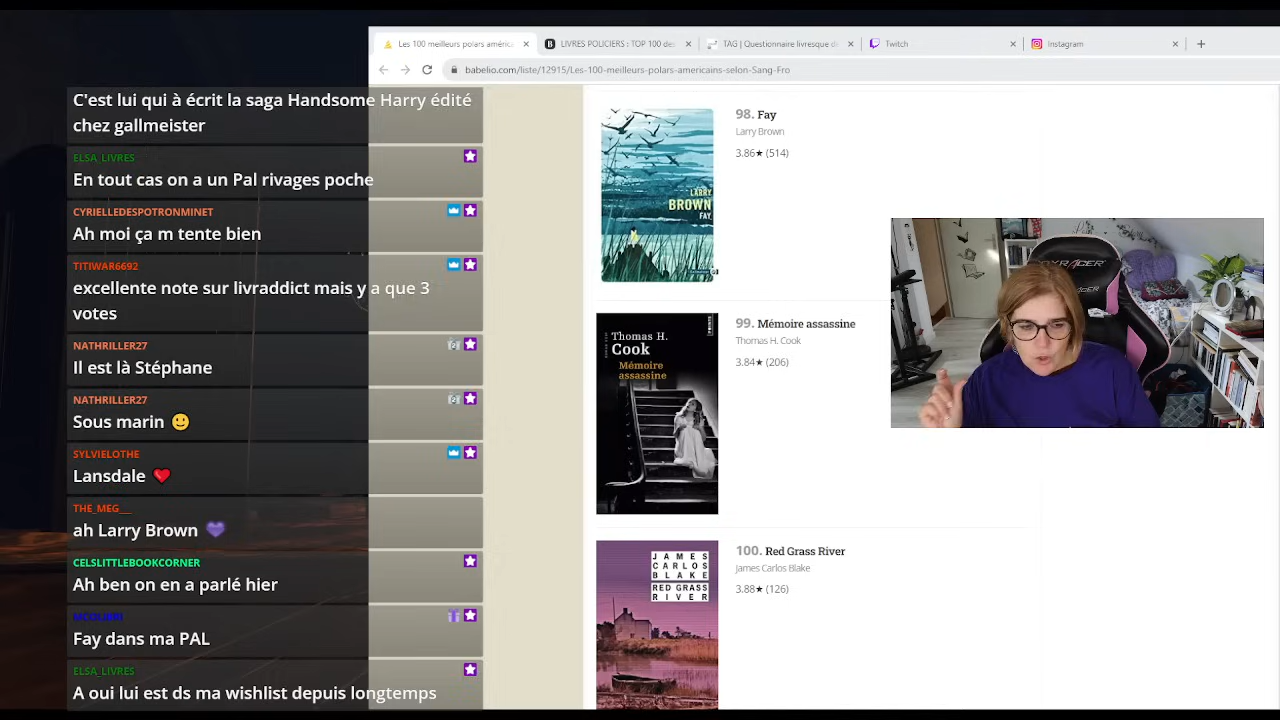 Les 100 meilleurs polars améric
LIVRES POLICIERS : TOP 100 des
TAG | Questionnaire livresque d
Twitch
Instagram
babelio.com/liste/12915/Les-100-meilleurs-polars-americains-selon-Sang-Fro
C'est lui qui à écrit la saga Handsome Harry édité
chez gallmeister
ELSA_LIVRES
En tout cas on a un Pal rivages poche
CYRIELLEDESPOTRONMINET
Ah moi ça m tente bien
TITIWAR6692
excellente note sur livraddict mais y a que 3
votes
NATHRILLER27
Il est là Stéphane
NATHRILLER27
Sous marin
SYLVIELOTHE
Lansdale
THE_MEG__
ah Larry Brown
CELSLITTLEBOOKCORNER
Ah ben on en a parlé hier
Fay dans ma PAL
ELSA_LIVRES
A oui lui est ds ma wishlist depuis longtemps
98. Fay
Larry Brown
3.86★ (514)
LARRY
BROWN
FAY
99. Mémoire assassine
Thomas H. Cook
3.84★ (206)
Thomas H.
Cook
Mémoire
assassine
POINTS
100. Red Grass River
James Carlos Blake
3.88★ (126)
JAMES
CARLOS
BLAKE
RED GRASS
RIVER
DXRACER